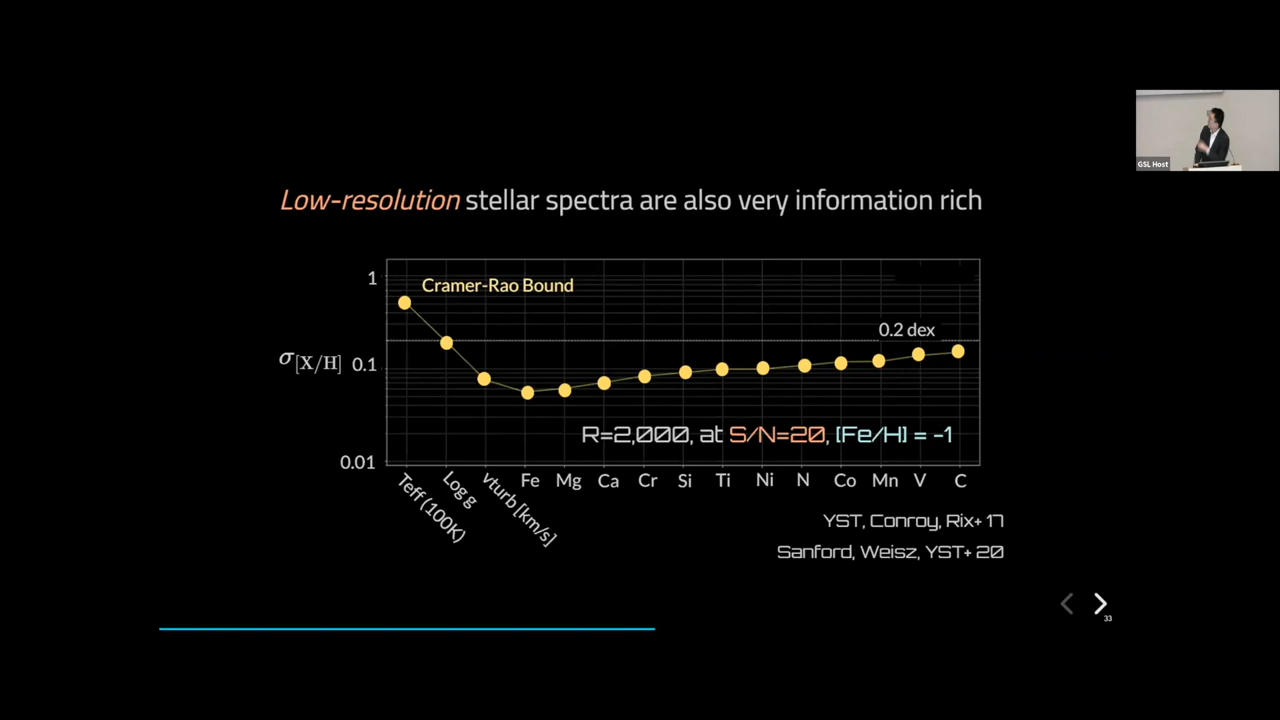 GSL Host
Low-resolution stellar spectra are also very information rich
1
Cramer-Rao Bound
0.2 dex
σ[X/H]
0.1
R=2,000, at S/N=20, [Fe/H] = -1
0.01
Teff (100K)
Log g
vturb [km/s]
Fe
Mg
Ca
Cr
Si
Ti
Ni
N
Co
Mn
V
C
YST, Conroy, Rix+ 17
Sanford, Weisz, YST+ 20
33